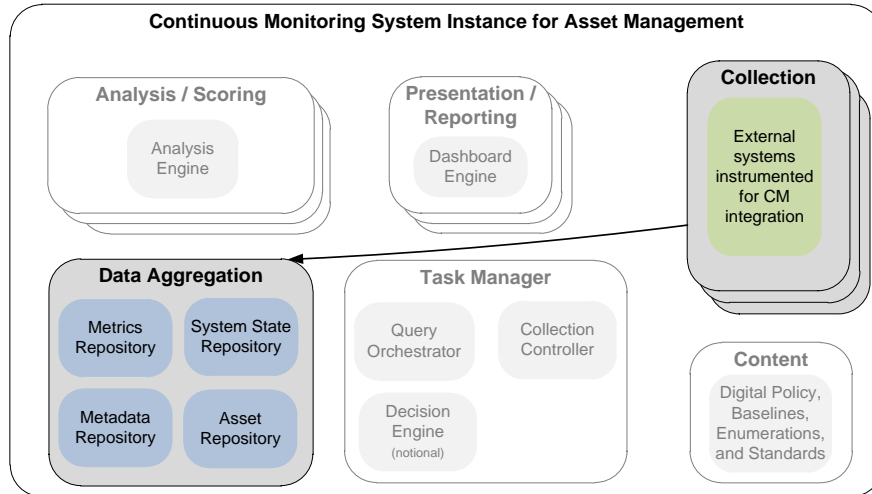 Continuous Monitoring System Instance for Asset Management
Analysis / Scoring
Analysis
Engine
Presentation /
Reporting
Dashboard
Engine
Collection
External
systems
instrumented
for CM
integration
Data Aggregation
Metrics
Repository
System State
Repository
Metadata
Repository
Asset
Repository
Task Manager
Query
Orchestrator
Collection
Controller
Decision
Engine
(notional)
Content
Digital Policy,
Baselines,
Enumerations,
and Standards